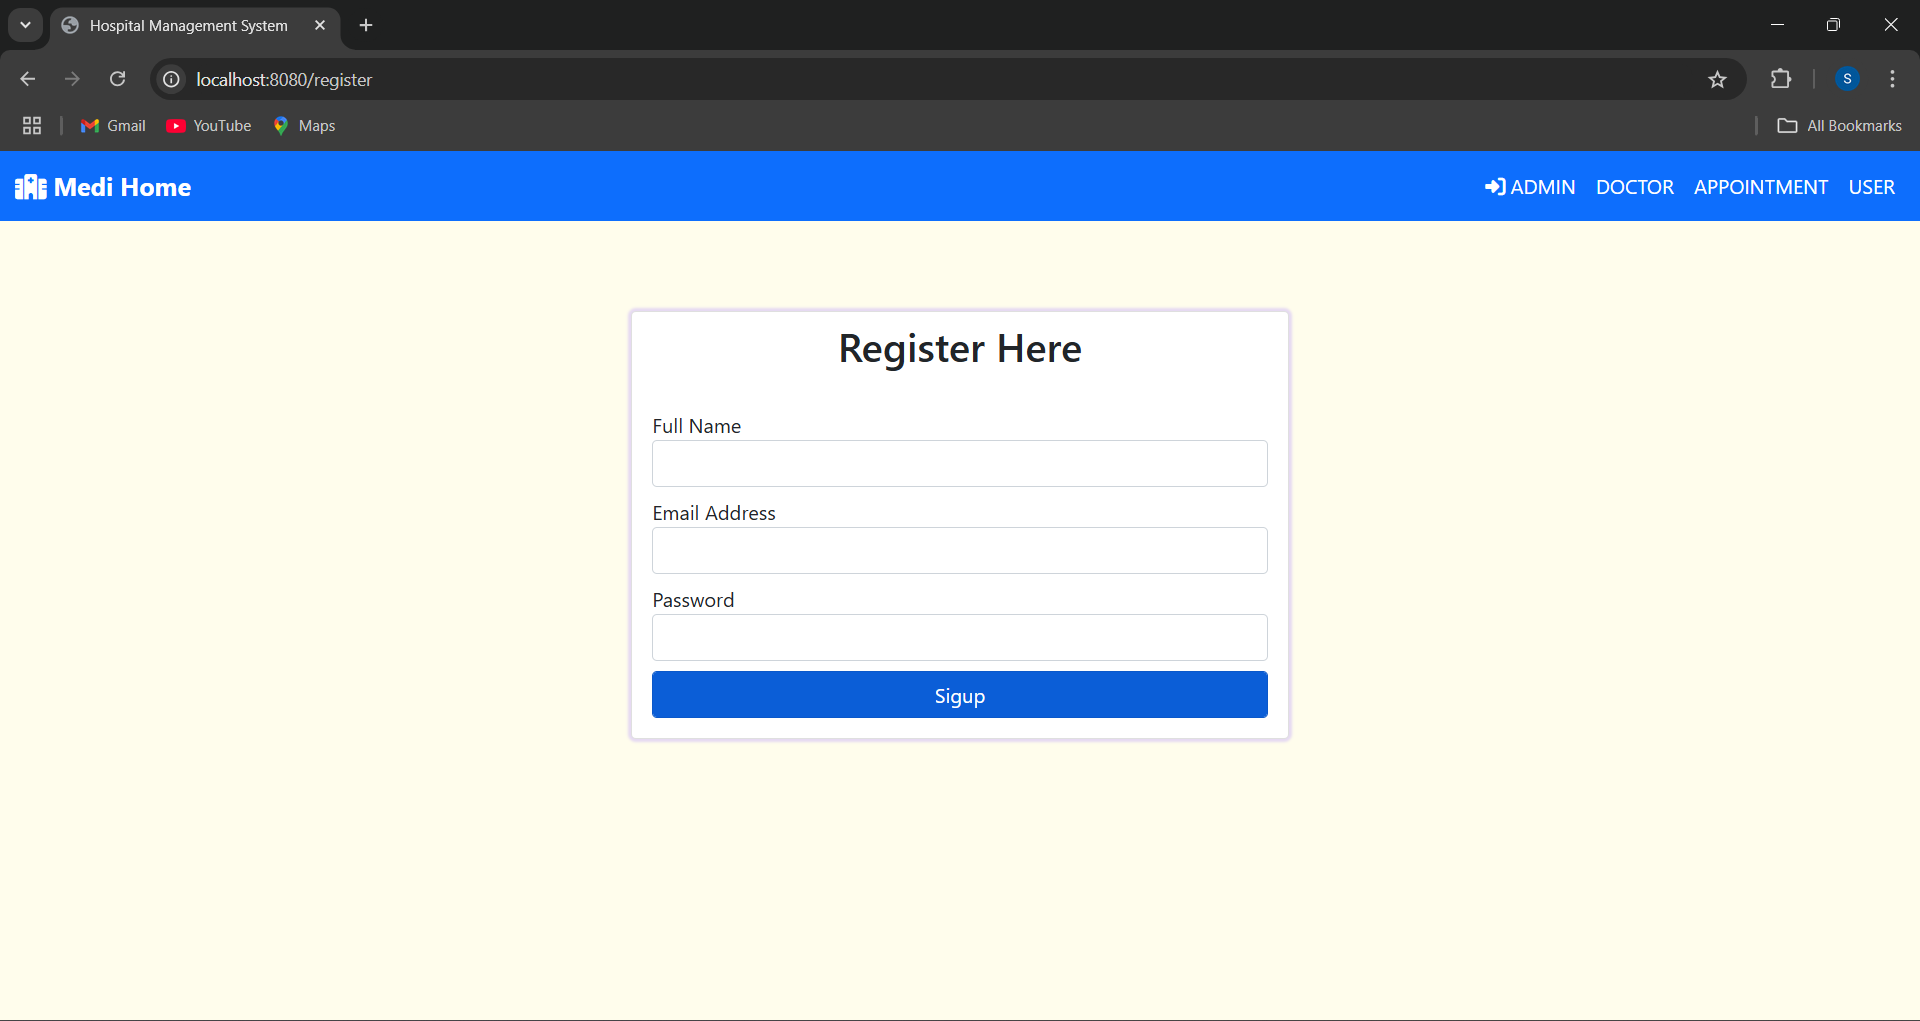 Hospital Management System
localhost:8080/register
S
Gmail YouTube Maps All Bookmarks
Medi Home ADMIN DOCTOR APPOINTMENT USER
Register Here
Full Name
Email Address
Password
Sigup